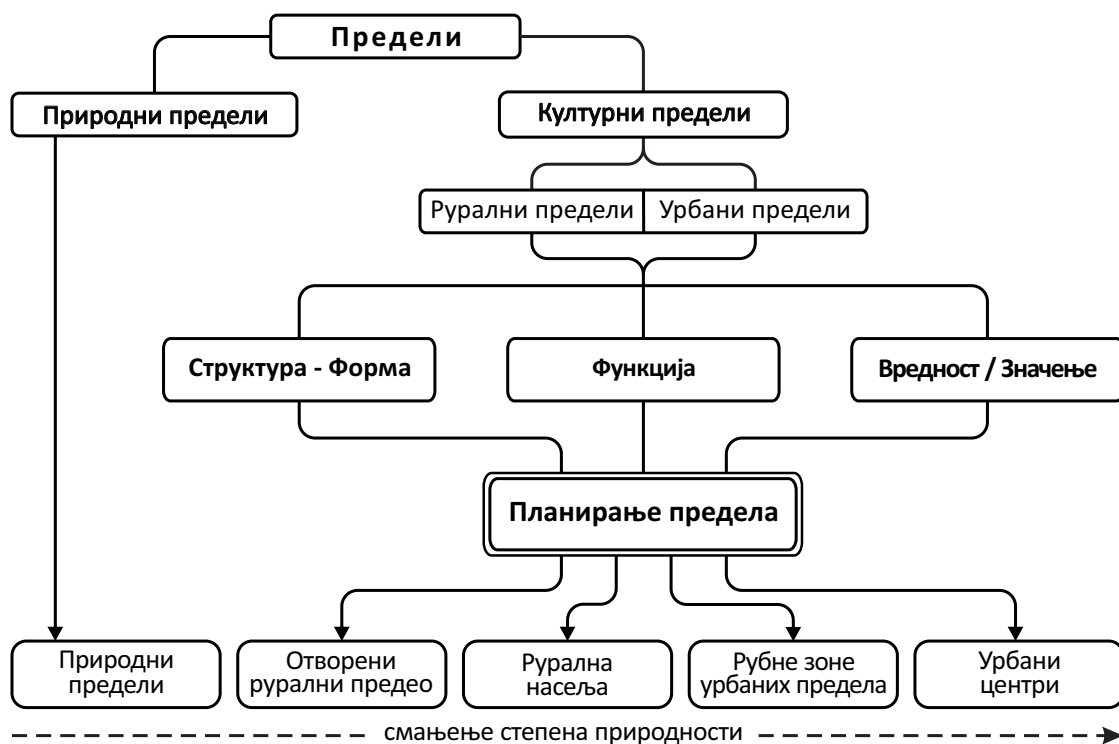 Предели
Природни предели
Културни предели
Рурални предели
Урбани предели
Структура - Форма
Функција
Вредност / Значење
Планирање предела
Природни
предели
Отворени
рурални предео
Рурална
насеља
Рубне зоне
урбаних предела
Урбани
центри
смањење степена природности